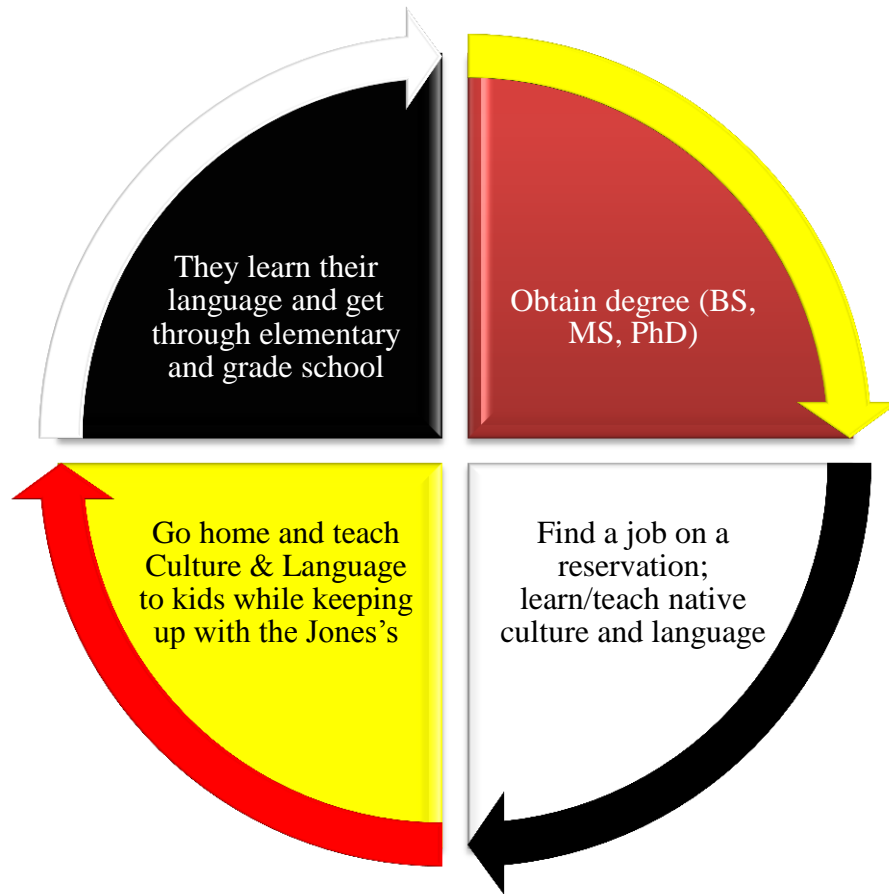 They learn their
language and get
through elementary
and grade school
Obtain degree (BS,
MS, PhD)
Go home and teach
Culture & Language
to kids while keeping
up with the Jones’s
Find a job on a
reservation;
learn/teach native
culture and language